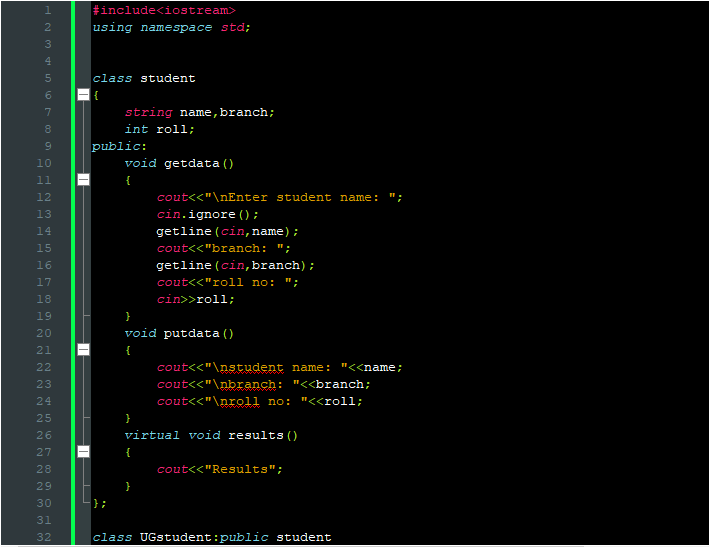 1 #include<iostream>
2 using namespace std;
3
4
5 class student
6 {
7 string name,branch;
8 int roll;
9 public:
10 void getdata()
11 {
12 cout<<"\nEnter student name: ";
13 cin.ignore();
14 getline(cin,name);
15 cout<<"branch: ";
16 getline(cin,branch);
17 cout<<"roll no: ";
18 cin>>roll;
19 }
20 void putdata()
21 {
22 cout<<"\nstudent name: "<<name;
23 cout<<"\nbranch: "<<branch;
24 cout<<"\nroll no: "<<roll;
25 }
26 virtual void results()
27 {
28 cout<<"Results";
29 }
30 };
31
32 class UGstudent:public student